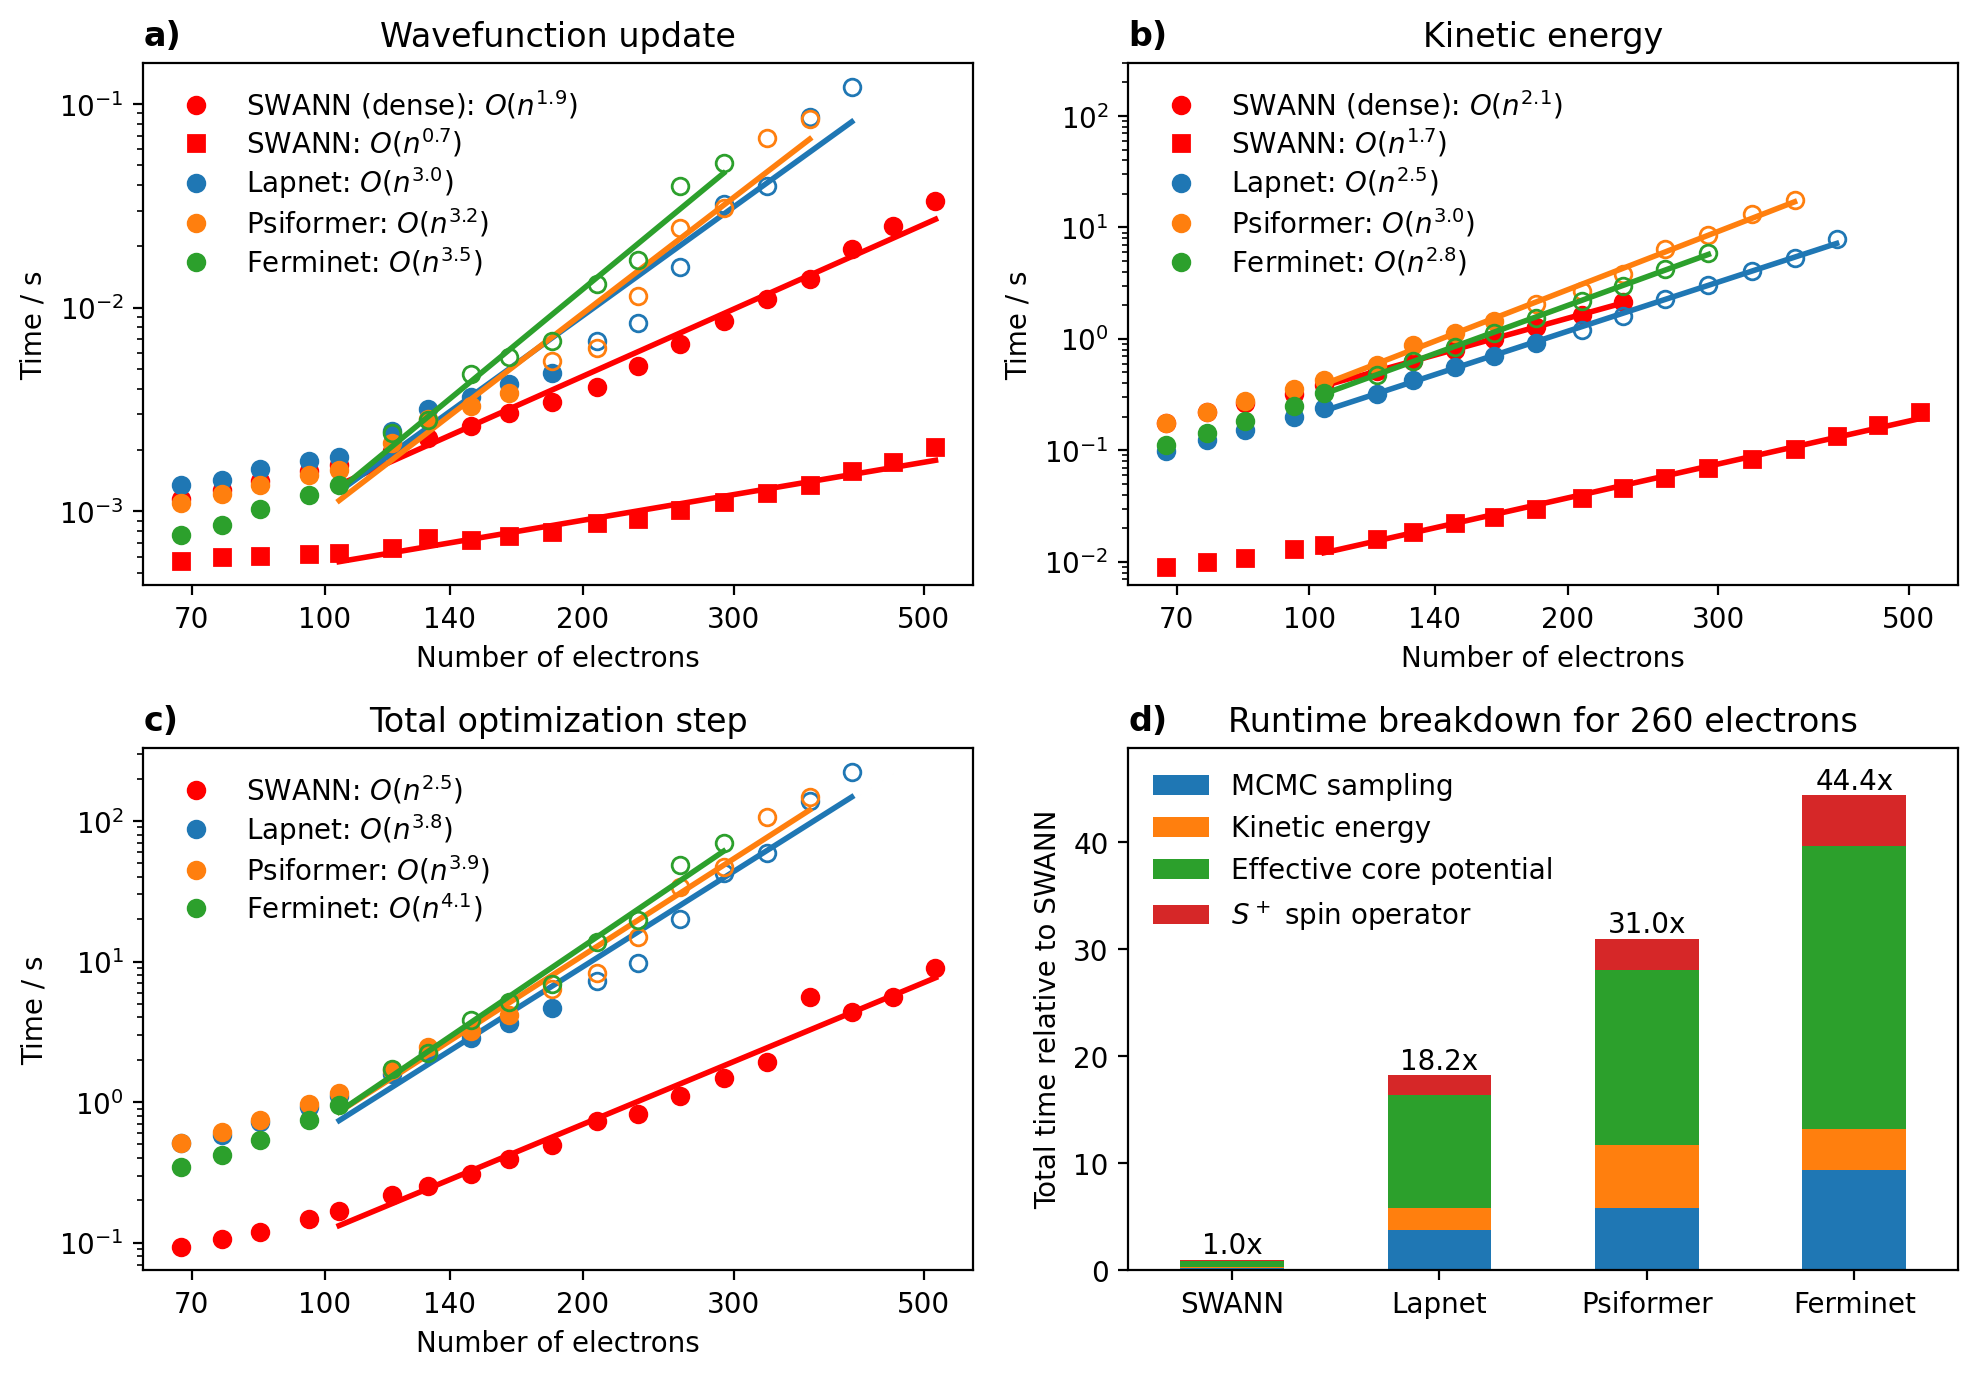 a)
Wavefunction update
SWANN (dense): O(n^1.9)
SWANN: O(n^0.7)
Lapnet: O(n^3.0)
Psiformer: O(n^3.2)
Ferminet: O(n^3.5)
Time / s
10^−1
10^−2
10^−3
70 100 140 200 300 500
Number of electrons
b)
Kinetic energy
SWANN (dense): O(n^2.1)
SWANN: O(n^1.7)
Lapnet: O(n^2.5)
Psiformer: O(n^3.0)
Ferminet: O(n^2.8)
Time / s
10^2
10^1
10^0
10^−1
10^−2
70 100 140 200 300 500
Number of electrons
c)
Total optimization step
SWANN: O(n^2.5)
Lapnet: O(n^3.8)
Psiformer: O(n^3.9)
Ferminet: O(n^4.1)
Time / s
10^2
10^1
10^0
10^−1
70 100 140 200 300 500
Number of electrons
d)
Runtime breakdown for 260 electrons
MCMC sampling
Kinetic energy
Effective core potential
S^+ spin operator
Total time relative to SWANN
40
30
20
10
0
1.0x
18.2x
31.0x
44.4x
SWANN Lapnet Psiformer Ferminet